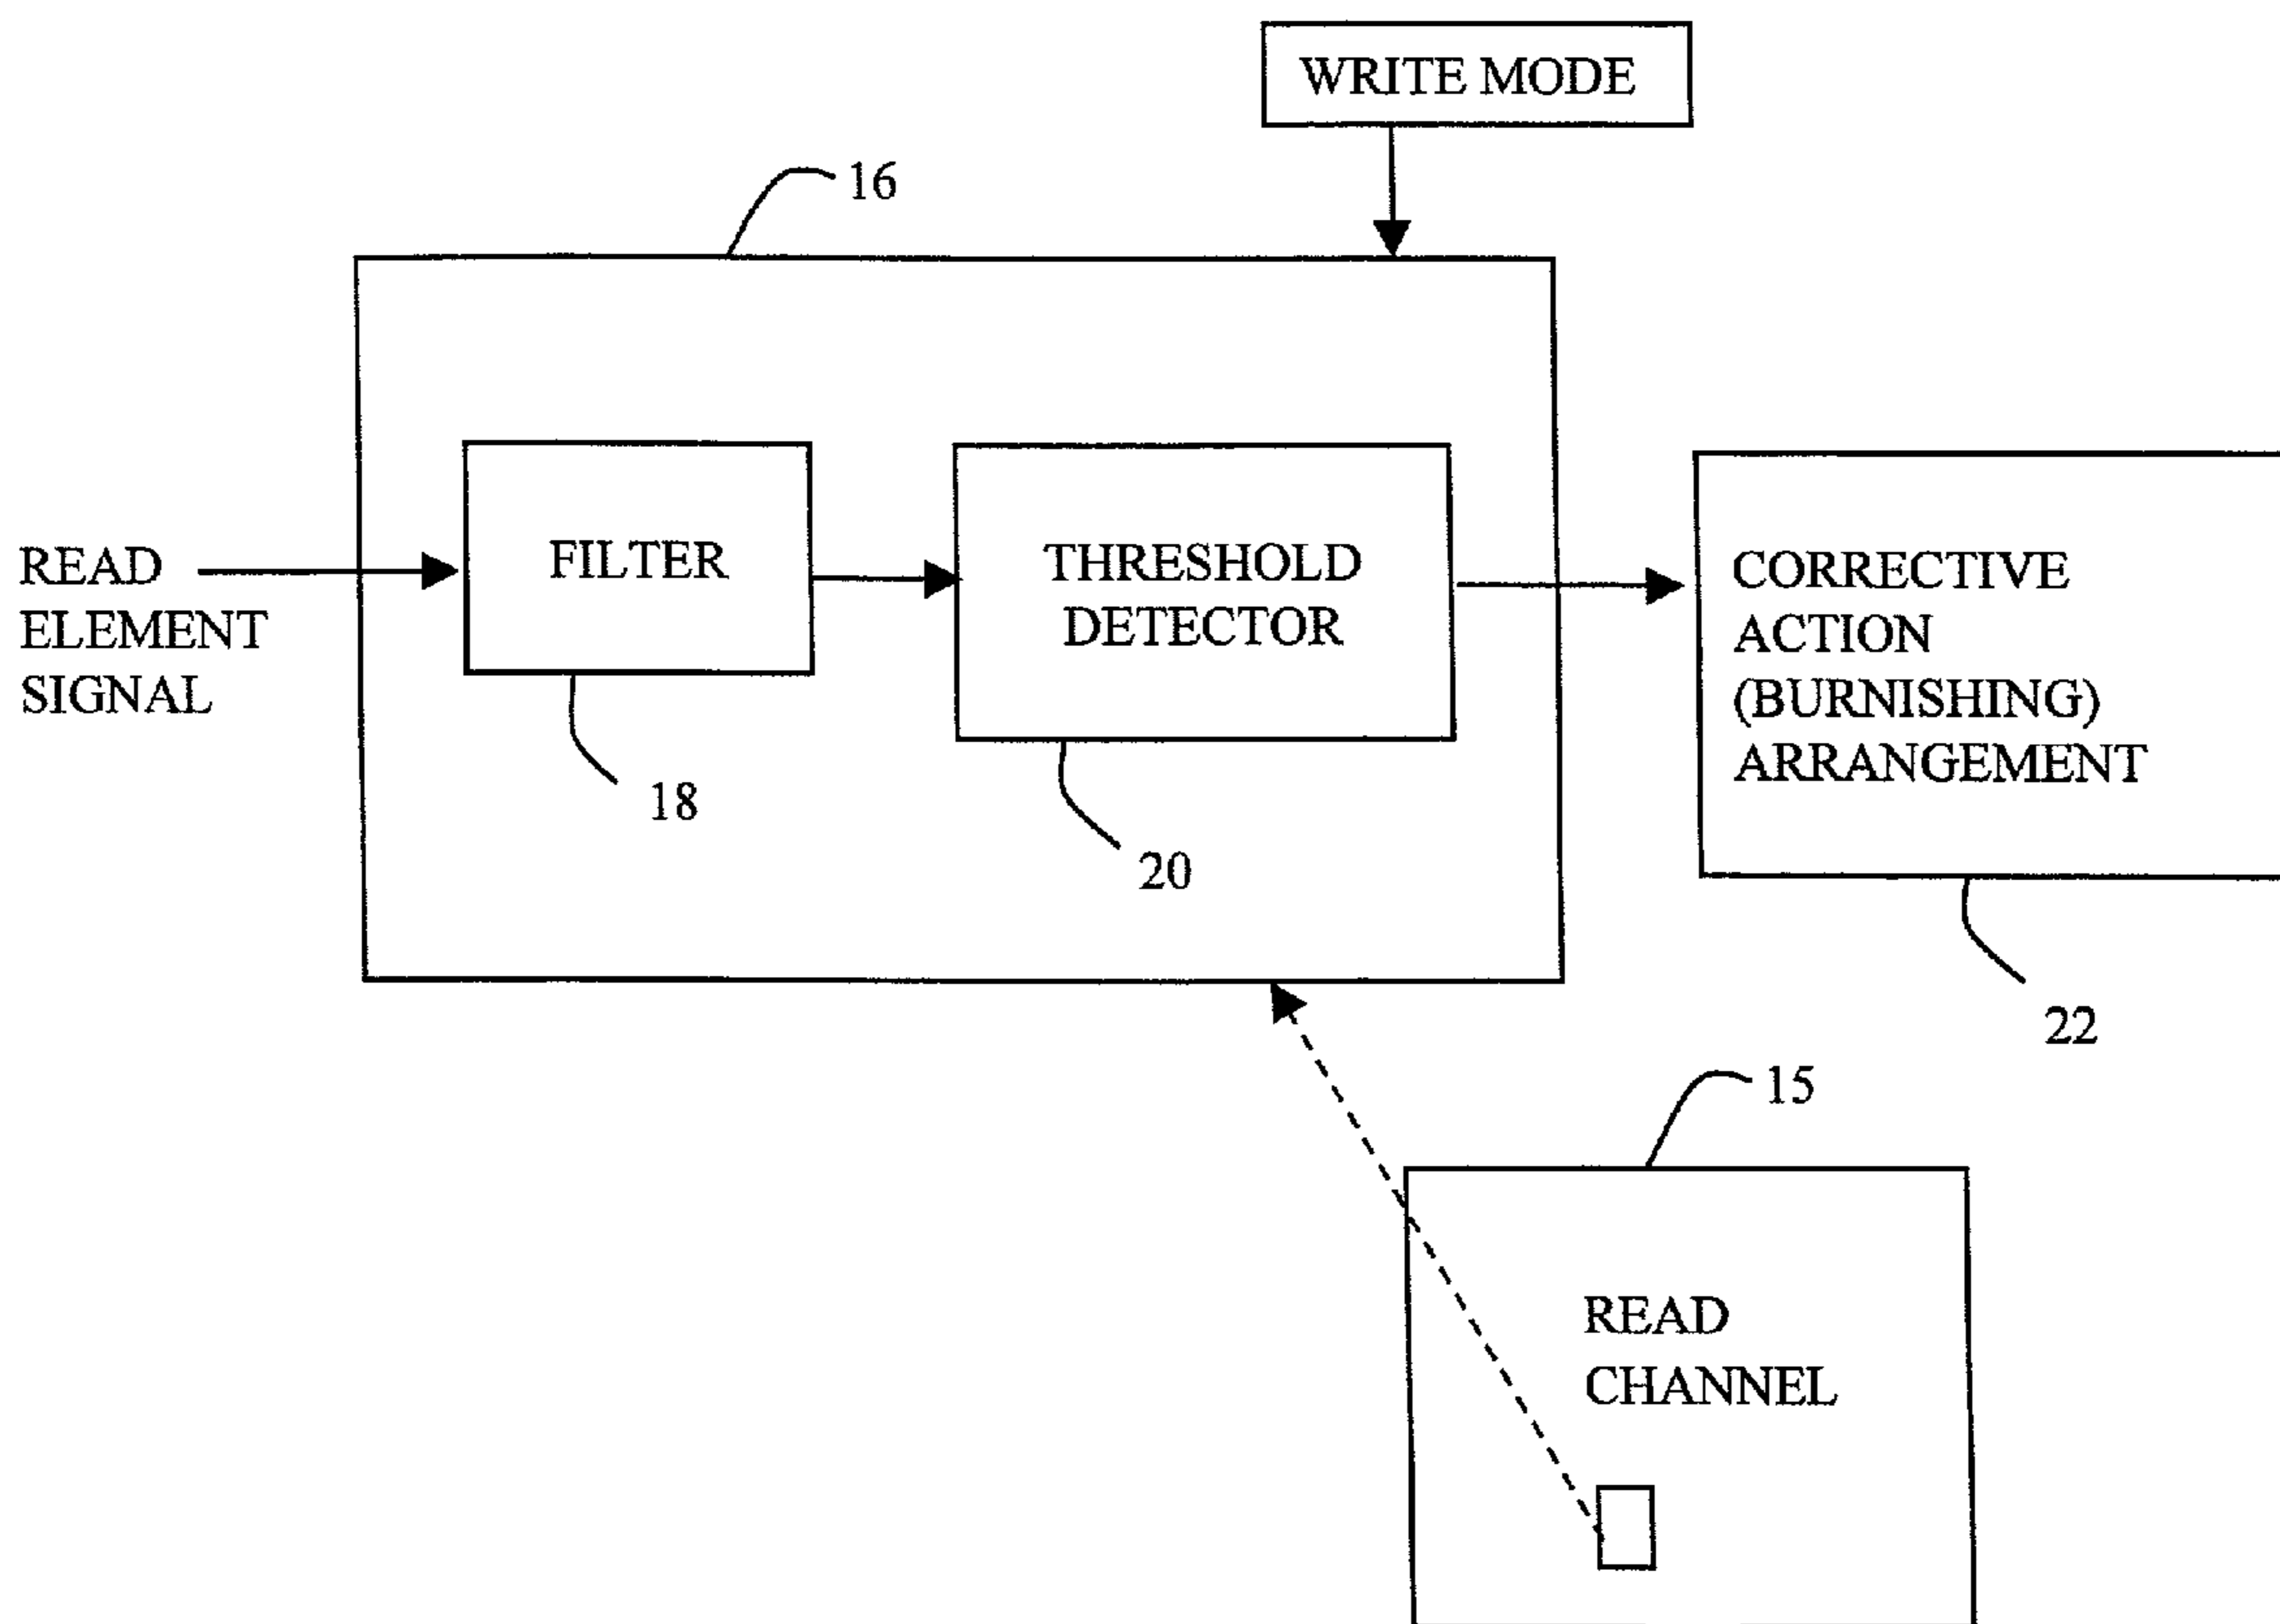 WRITE MODE
16
READ
ELEMENT
SIGNAL
FILTER
18
THRESHOLD
DETECTOR
20
CORRECTIVE
ACTION
(BURNISHING)
ARRANGEMENT
22
15
READ
CHANNEL